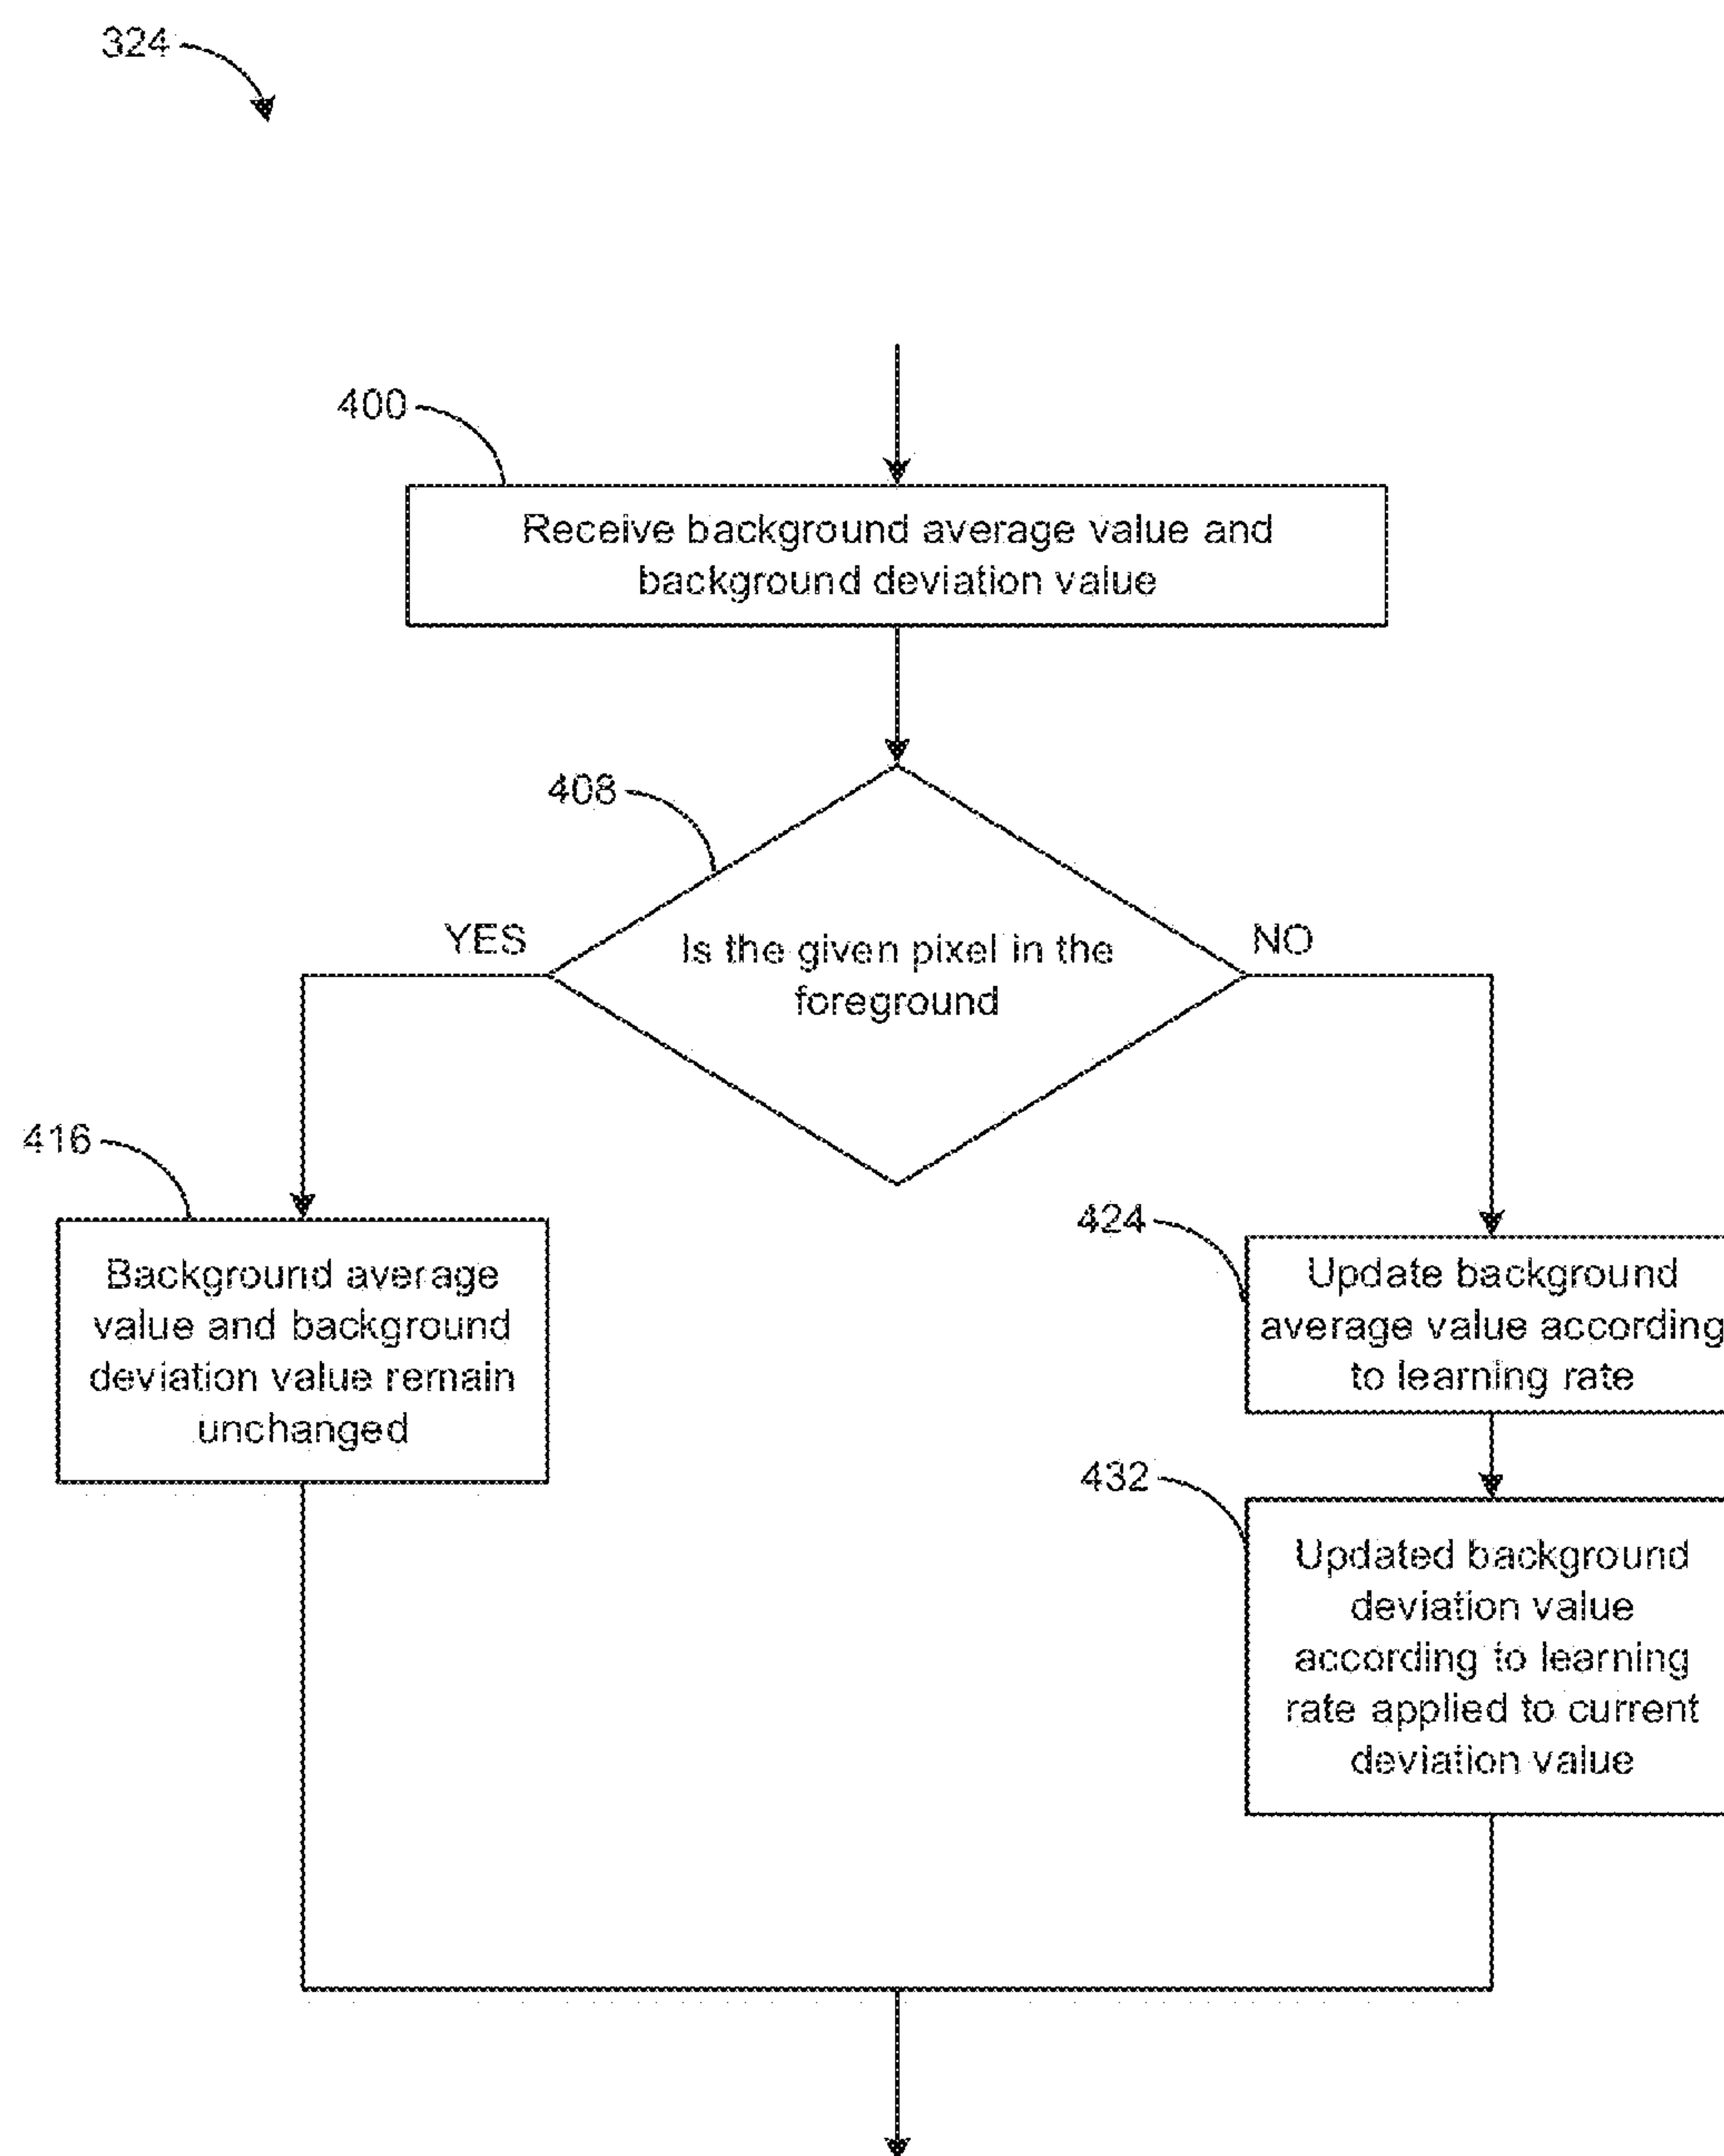 324
400
Receive background average value and
background deviation value
408
YES
Is the given pixel in the
foreground
NO
416
Background average
value and background
deviation value remain
unchanged
424
Update background
average value according
to learning rate
432
Updated background
deviation value
according to learning
rate applied to current
deviation value